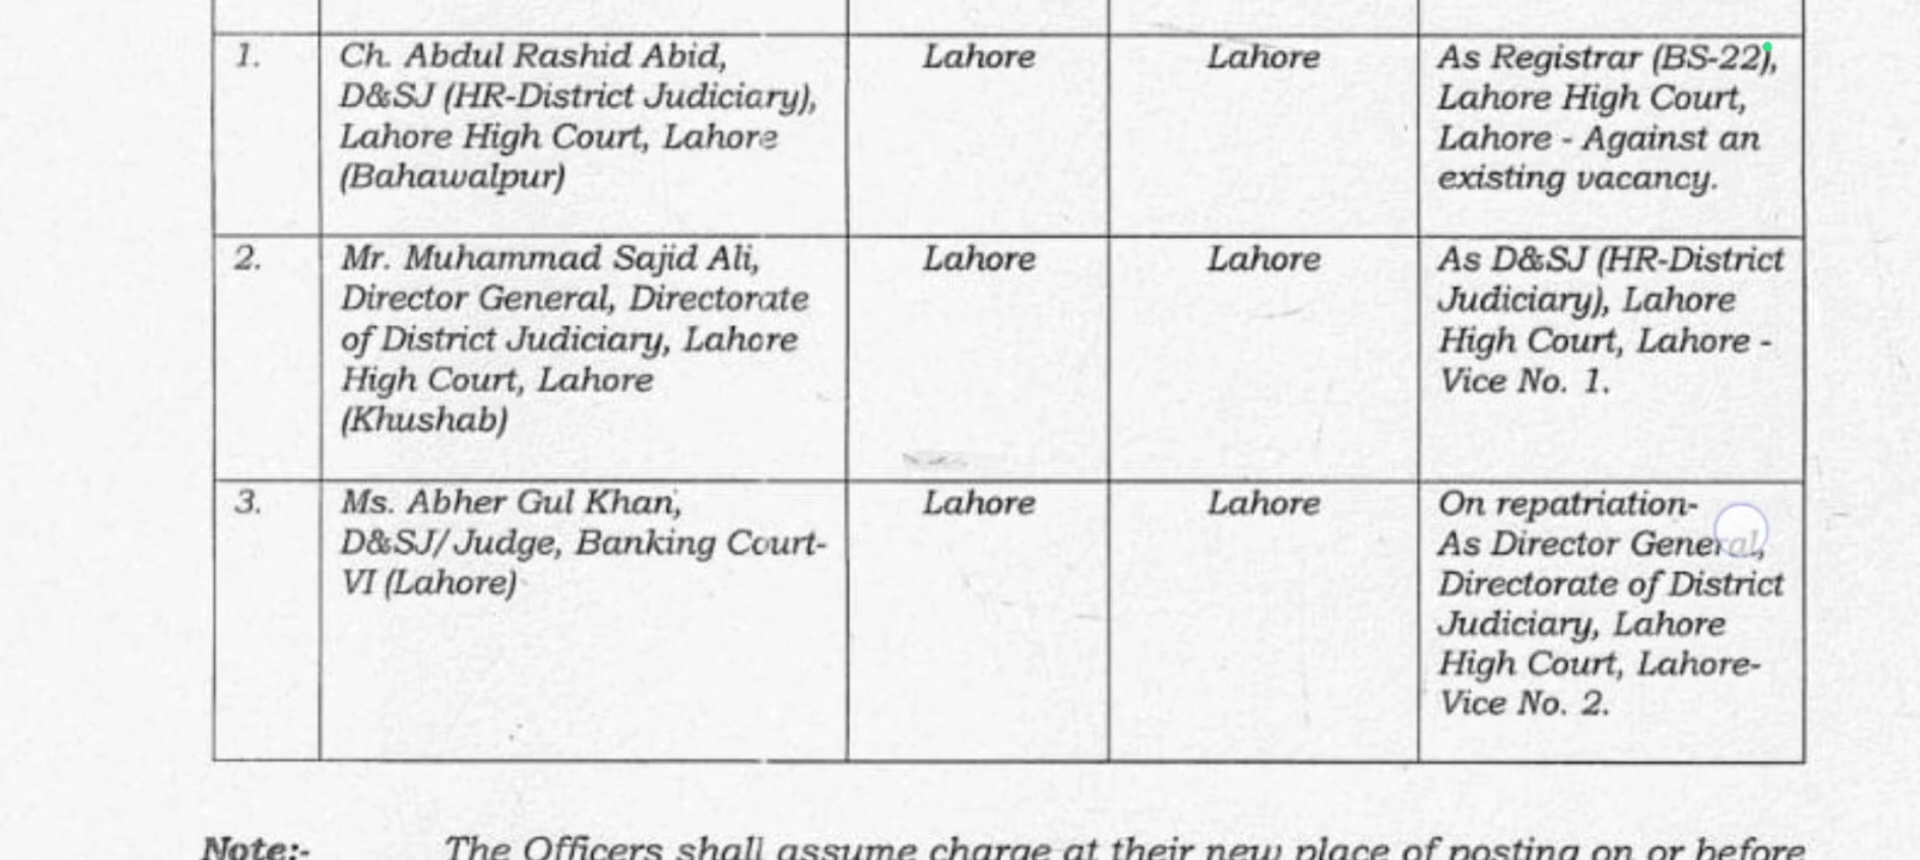 1.
Ch. Abdul Rashid Abid,
D&SJ (HR-District Judiciary),
Lahore High Court, Lahore
(Bahawalpur)
Lahore
Lahore
As Registrar (BS-22),
Lahore High Court,
Lahore - Against an
existing vacancy.
2.
Mr. Muhammad Sajid Ali,
Director General, Directorate
of District Judiciary, Lahore
High Court, Lahore
(Khushab)
Lahore
Lahore
As D&SJ (HR-District
Judiciary), Lahore
High Court, Lahore -
Vice No. 1.
3.
Ms. Abher Gul Khan,
D&SJ/Judge, Banking Court-
VI (Lahore)
Lahore
Lahore
On repatriation-
As Director General,
Directorate of District
Judiciary, Lahore
High Court, Lahore-
Vice No. 2.
Note:- The Officers shall assume charge at their new place of posting on or before